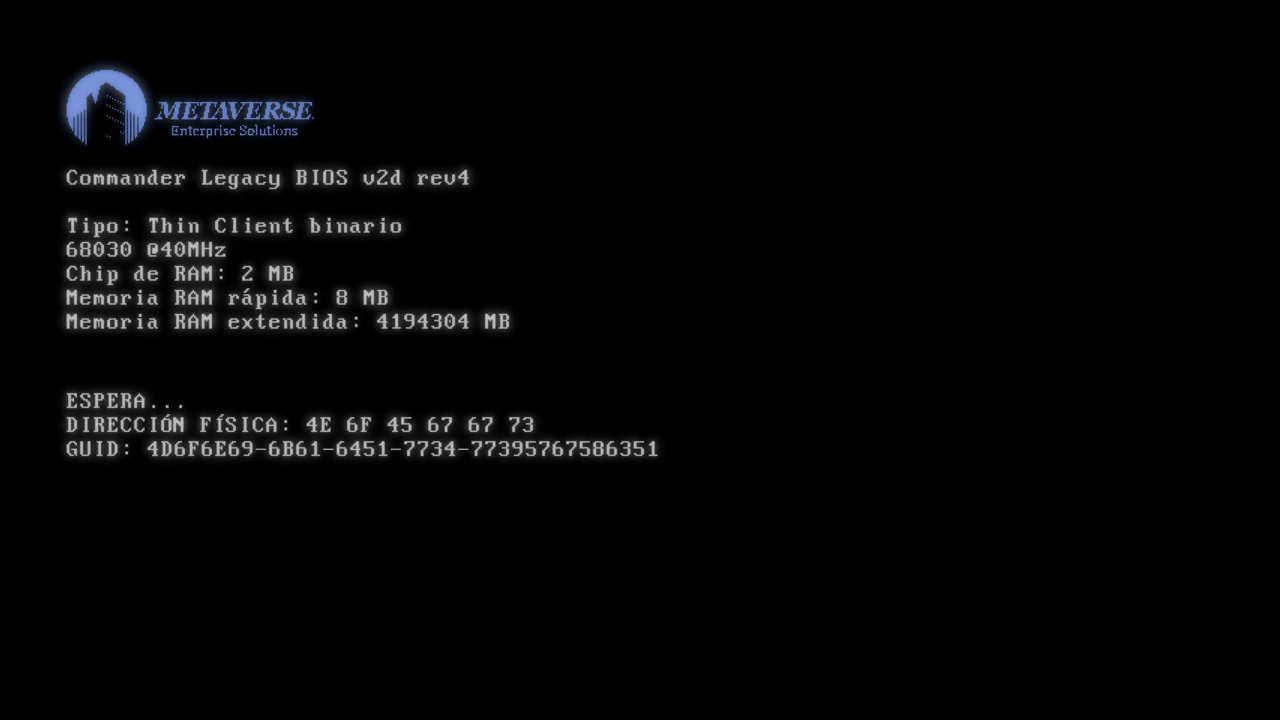 METAVERSE
Enterprise Solutions
Commander Legacy BIOS v2d rev4
Tipo: Thin Client binario
68030 @40MHz
Chip de RAM: 2 MB
Memoria RAM rápida: 8 MB
Memoria RAM extendida: 4194304 MB
ESPERA...
DIRECCIÓN FÍSICA: 4E 6F 45 67 67 73
GUID: 4D6F6E69-6B61-6451-7734-77395767586351